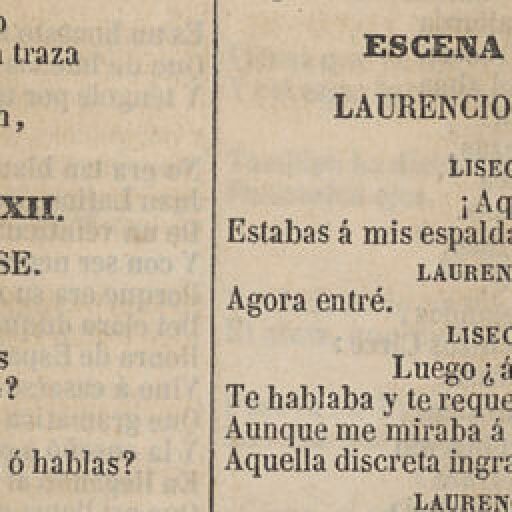 traza
XII.
SE.
ó hablas?
ESCENA
LAURENCIO
LISEO
¡ Aq
Estabas á mis espalda
LAUREN
Agora entré.
LISEO
Luego ¿ á
Te hablaba y te reque
Aunque me miraba á
Aquella discreta ingra
LAUREN